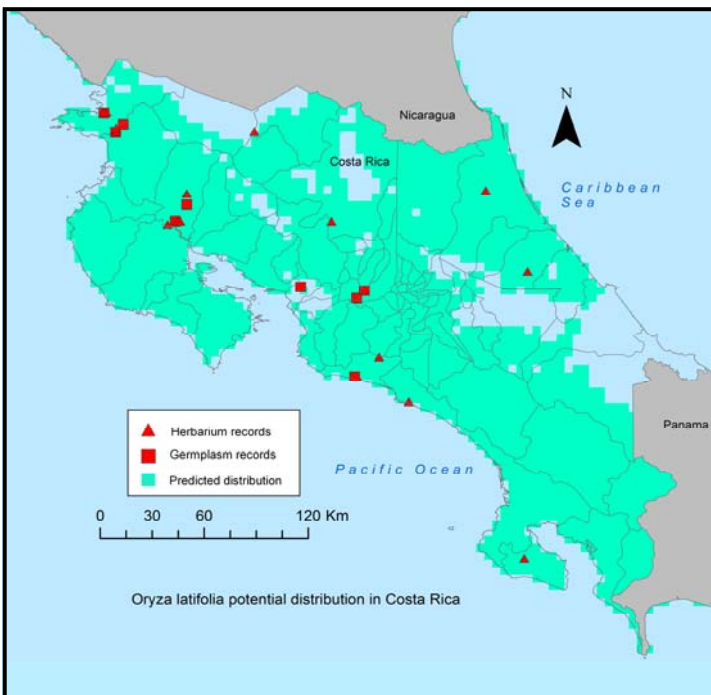 Nicaragua
N
Costa Rica
Caribbean
Sea
Panama
Herbarium records
Germplasm records
Predicted distribution
Pacific Ocean
0 30 60 120 Km
Oryza latifolia potential distribution in Costa Rica